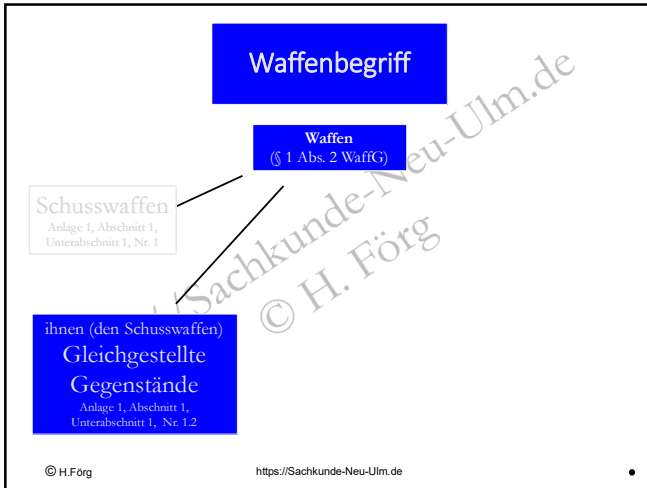 Waffenbegriff
Waffen
(§ 1 Abs. 2 WaffG)
Schusswaffen
Anlage 1, Abschnitt 1,
Unterabschnitt 1, Nr. 1
ihnen (den Schusswaffen)
Gleichgestellte
Gegenstände
Anlage 1, Abschnitt 1,
Unterabschnitt 1, Nr. 1.2
//Sachkunde-Neu-Ulm.de
© H. Förg
© H.Förg
https://Sachkunde-Neu-Ulm.de